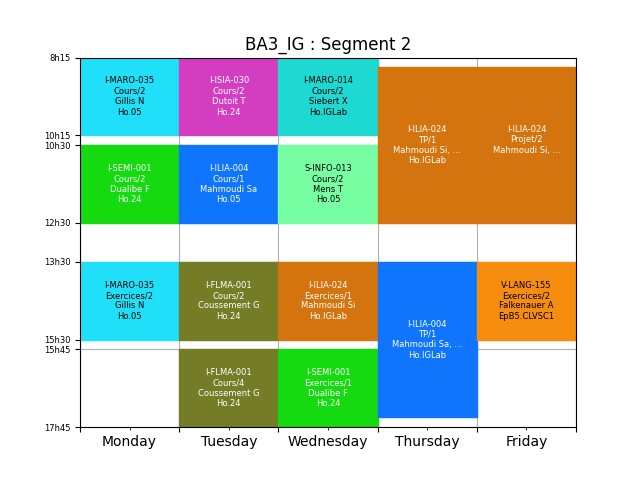 BA3_IG : Segment 2
8h15
I-MARO-035
Cours/2
Gillis N
Ho.05
I-ISIA-030
Cours/2
Dutoit T
Ho.24
I-MARO-014
Cours/2
Siebert X
Ho.IGLab
I-ILIA-024
TP/1
Mahmoudi Si, ...
Ho.IGLab
I-ILIA-024
Projet/2
Mahmoudi Si, ...
10h15
10h30
I-SEMI-001
Cours/2
Dualibe F
Ho.24
I-ILIA-004
Cours/1
Mahmoudi Sa
Ho.05
S-INFO-013
Cours/2
Mens T
Ho.05
12h30
13h30
I-MARO-035
Exercices/2
Gillis N
Ho.05
I-FLMA-001
Cours/2
Coussement G
Ho.24
I-ILIA-024
Exercices/1
Mahmoudi Si
Ho.IGLab
I-ILIA-004
TP/1
Mahmoudi Sa, ...
Ho.IGLab
V-LANG-155
Exercices/2
Falkenauer A
EpB5.CLVSC1
15h30
15h45
I-FLMA-001
Cours/4
Coussement G
Ho.24
I-SEMI-001
Exercices/1
Dualibe F
Ho.24
17h45
Monday
Tuesday
Wednesday
Thursday
Friday